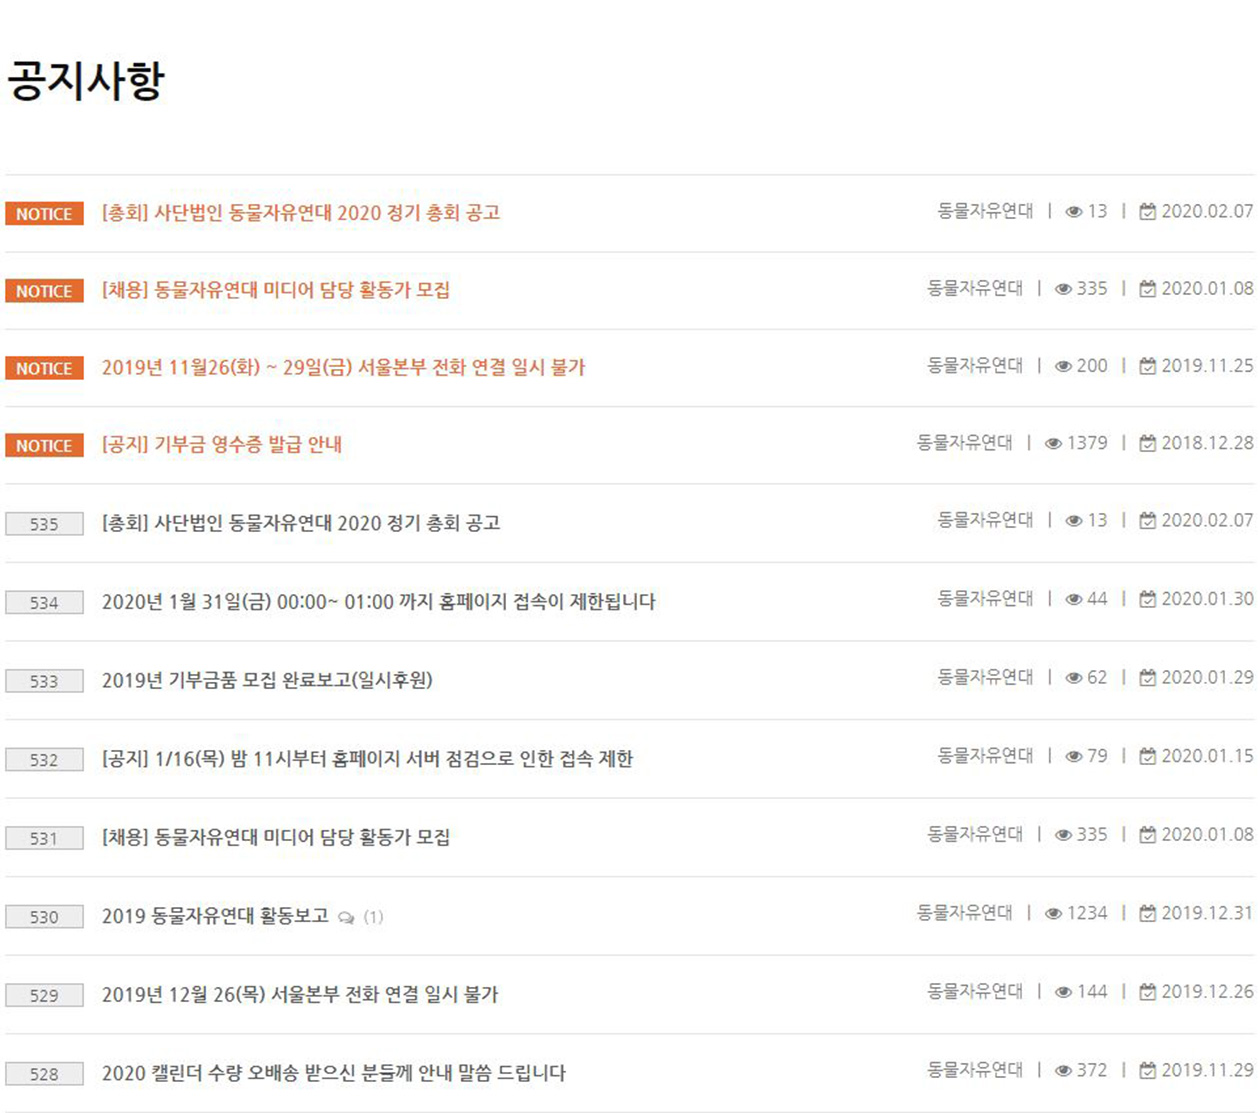 공지사항
NOTICE [총회] 사단법인 동물자유연대 2020 정기 총회 공고 동물자유연대 | 13 | 2020.02.07
NOTICE [채용] 동물자유연대 미디어 담당 활동가 모집 동물자유연대 | 335 | 2020.01.08
NOTICE 2019년 11월26(화) ~ 29일(금) 서울본부 전화 연결 일시 불가 동물자유연대 | 200 | 2019.11.25
NOTICE [공지] 기부금 영수증 발급 안내 동물자유연대 | 1379 | 2018.12.28
535 [총회] 사단법인 동물자유연대 2020 정기 총회 공고 동물자유연대 | 13 | 2020.02.07
534 2020년 1월 31일(금) 00:00~ 01:00 까지 홈페이지 접속이 제한됩니다 동물자유연대 | 44 | 2020.01.30
533 2019년 기부금품 모집 완료보고(일시후원) 동물자유연대 | 62 | 2020.01.29
532 [공지] 1/16(목) 밤 11시부터 홈페이지 서버 점검으로 인한 접속 제한 동물자유연대 | 79 | 2020.01.15
531 [채용] 동물자유연대 미디어 담당 활동가 모집 동물자유연대 | 335 | 2020.01.08
530 2019 동물자유연대 활동보고 (1) 동물자유연대 | 1234 | 2019.12.31
529 2019년 12월 26(목) 서울본부 전화 연결 일시 불가 동물자유연대 | 144 | 2019.12.26
528 2020 캘린더 수량 오배송 받으신 분들께 안내 말씀 드립니다 동물자유연대 | 372 | 2019.11.29